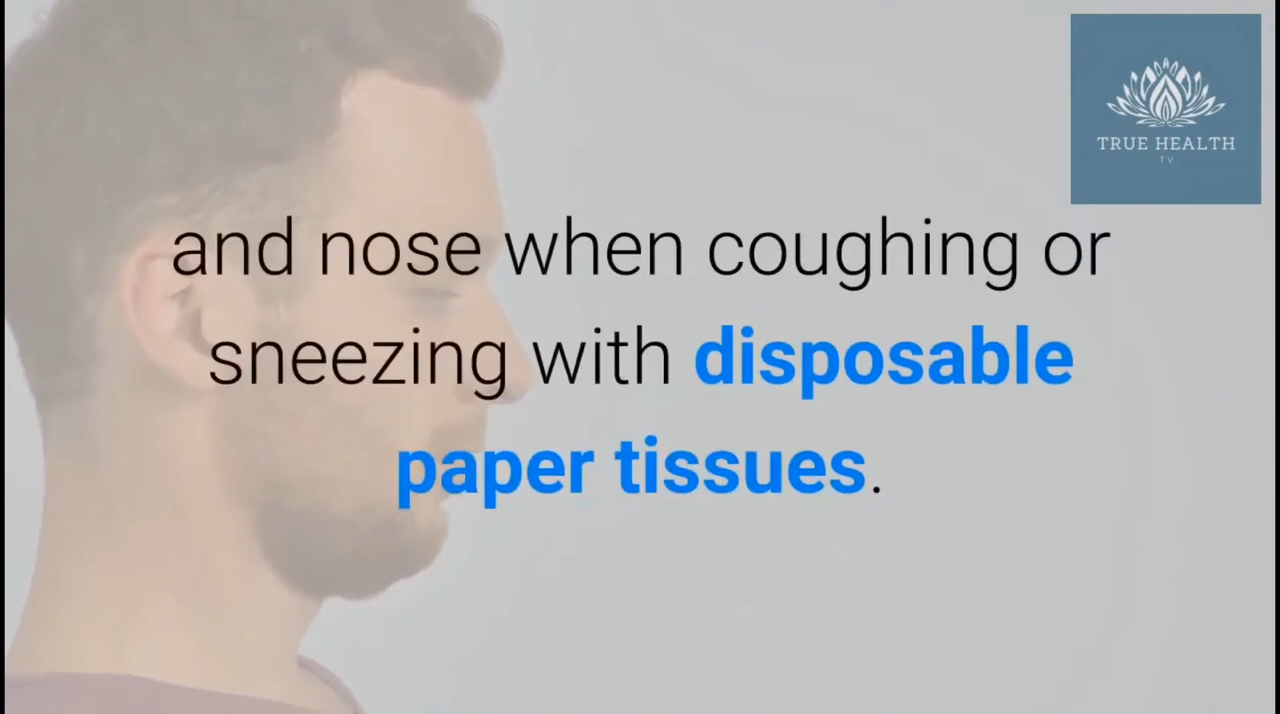 TRUE HEALTH
TV
and nose when coughing or
sneezing with disposable
paper tissues.